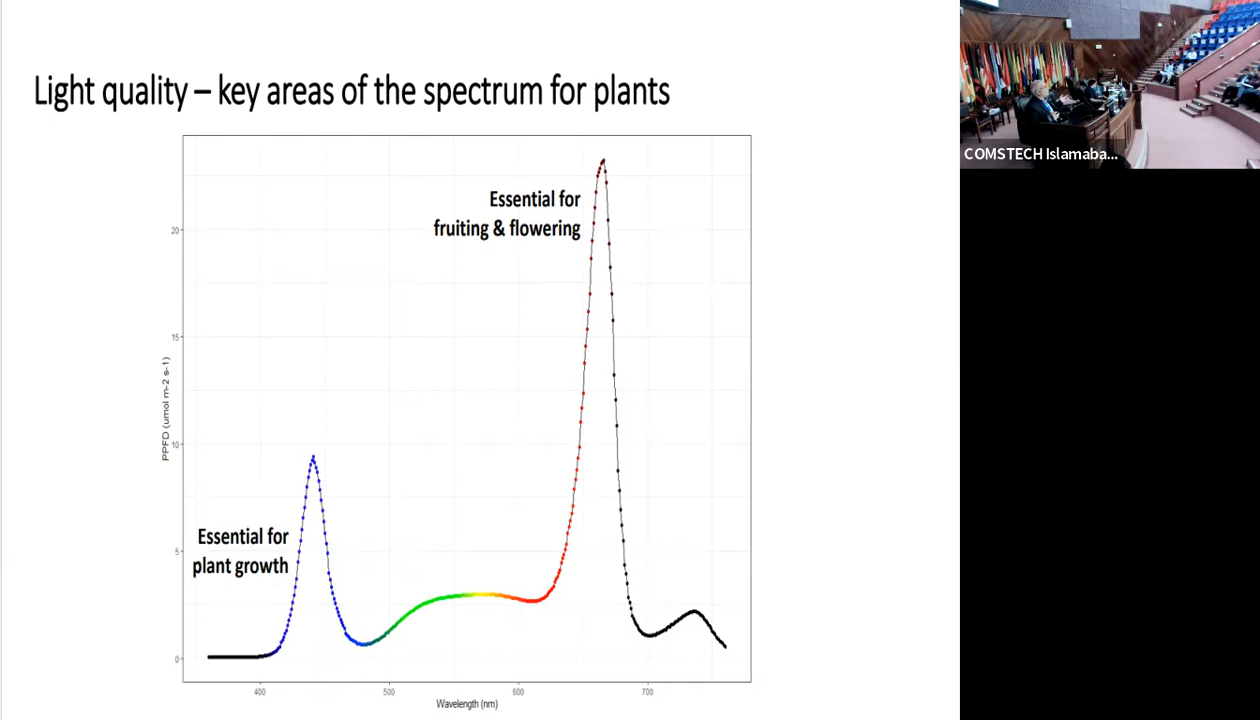 Light quality – key areas of the spectrum for plants
COMSTECH Islamaba...
Essential for
fruiting & flowering
Essential for
plant growth
PPFD (umol m-2 s-1)
20
15
10
5
0
400
500
600
700
Wavelength (nm)